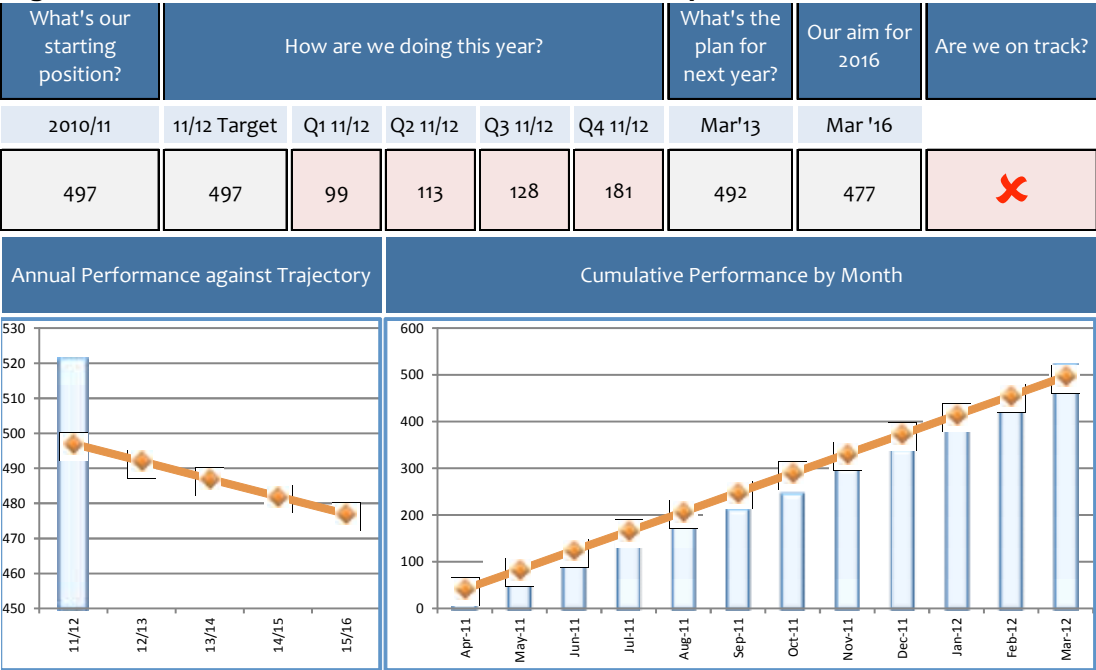 What's our
starting
position?
How are we doing this year?
What's the
plan for
next year?
Our aim for
2016
Are we on track?
2010/11
11/12 Target
Q1 11/12
Q2 11/12
Q3 11/12
Q4 11/12
Mar'13
Mar '16
497
497
99
113
128
181
492
477
✘
Annual Performance against Trajectory
Cumulative Performance by Month
530
520
510
500
490
480
470
460
450
11/12
12/13
13/14
14/15
15/16
600
500
400
300
200
100
0
Apr-11
May-11
Jun-11
Jul-11
Aug-11
Sep-11
Oct-11
Nov-11
Dec-11
Jan-12
Feb-12
Mar-12